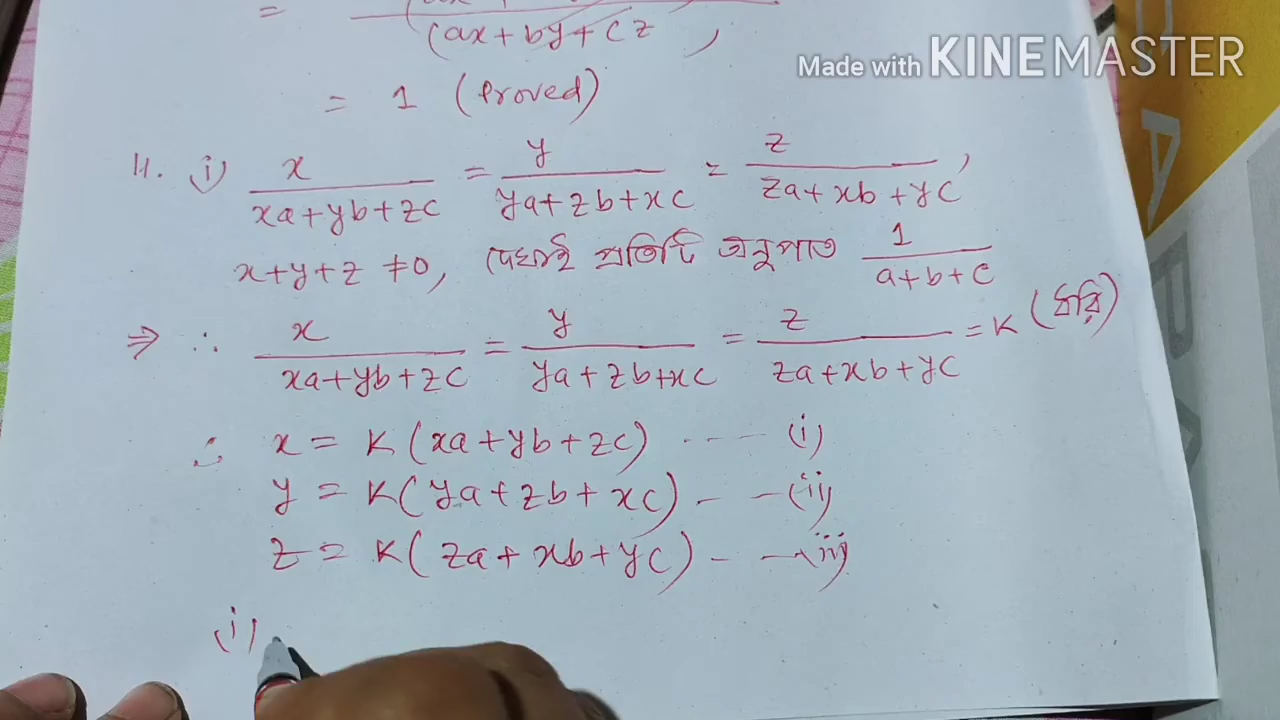 =
(ax+by+cz)
= 1 (Proved)
Made with KINEMASTER
11. (i) x/(xa+yb+zc) = y/(ya+zb+xc) = z/(za+xb+yc),
x+y+z ≠0, দেখাই প্রতিটি অনুপাত 1/(a+b+c)
⇒ ∴ x/(xa+yb+zc) = y/(ya+zb+xc) = z/(za+xb+yc) = K (ধরি)
∴ x = K(xa+yb+zc) ---- (i)
y = K(ya+zb+xc) - -(ii)
z = K(za+xb+yc) - -(iii)
(i)